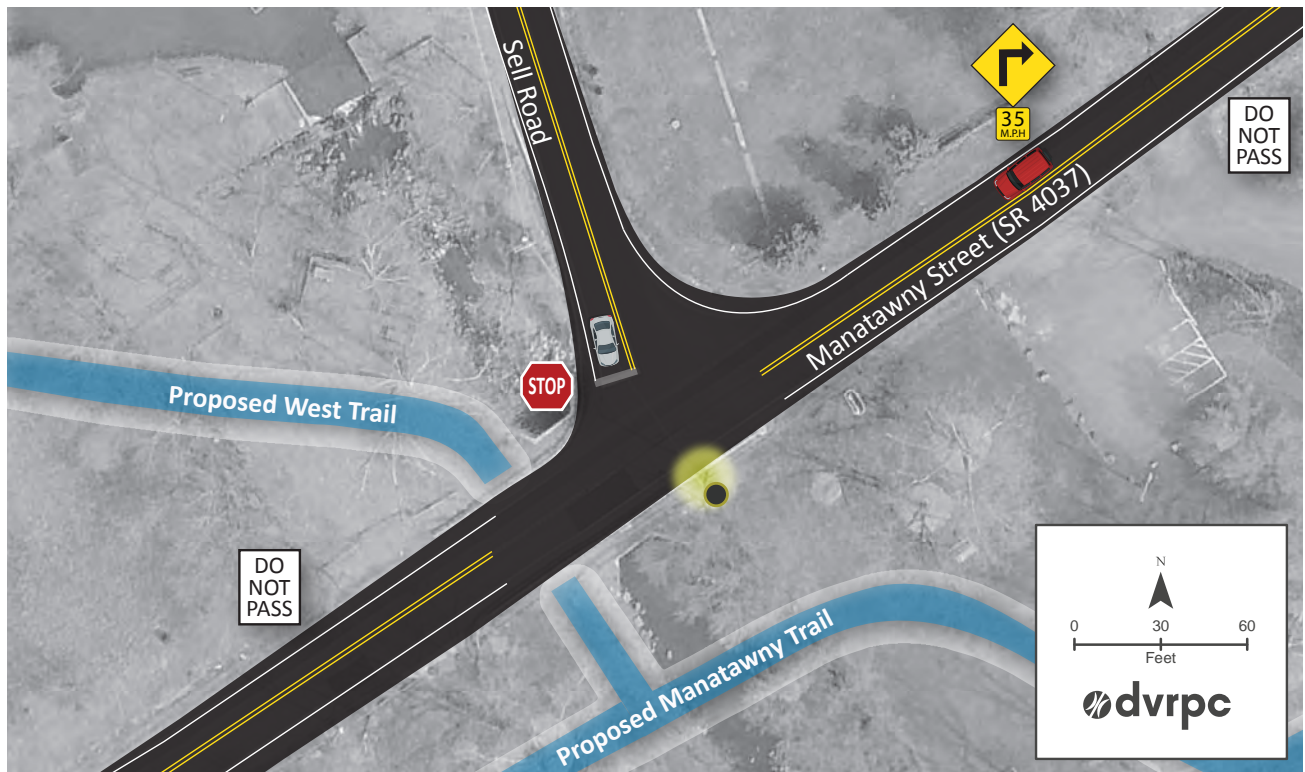 Sell Road
35
M.P.H
DO
NOT
PASS
Manatawny Street (SR 4037)
STOP
Proposed West Trail
DO
NOT
PASS
Proposed Manatawny Trail
N
0 30 60
Feet
dvrpc